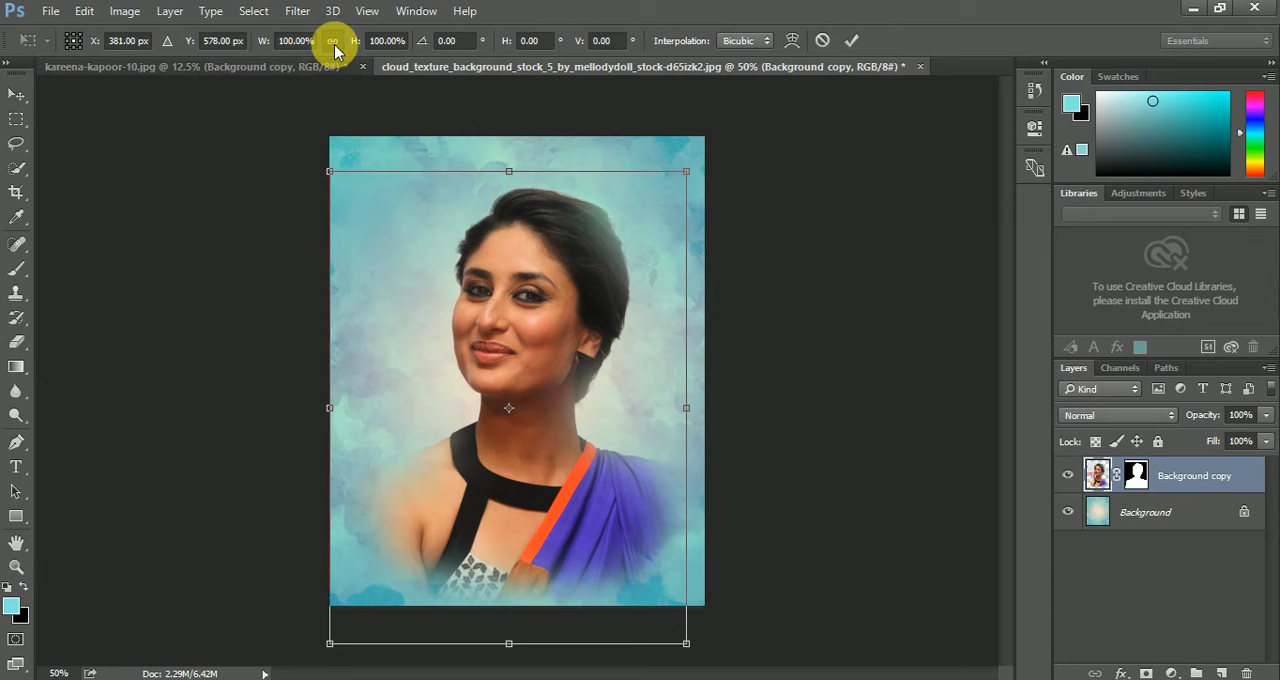 Ps File Edit Image Layer Type Select Filter 3D View Window Help
X: 381.00 px Y: 578.00 px W: 100.00% H: 100.00% 0.00 ° H: 0.00 ° V: 0.00 ° Interpolation: Bicubic Essentials
kareena-kapoor-10.jpg @ 12.5% (Background copy, RGB/8#) × cloud_texture_background_stock_5_by_mellodydoll_stock-d65izk2.jpg @ 50% (Background copy, RGB/8#) * ×
Color Swatches
Libraries Adjustments Styles
To use Creative Cloud Libraries,
please install the Creative Cloud
Application
St
Layers Channels Paths
Kind
Normal Opacity: 100%
Lock: Fill: 100%
Background copy
Background
50% Doc: 2.29M/6.42M